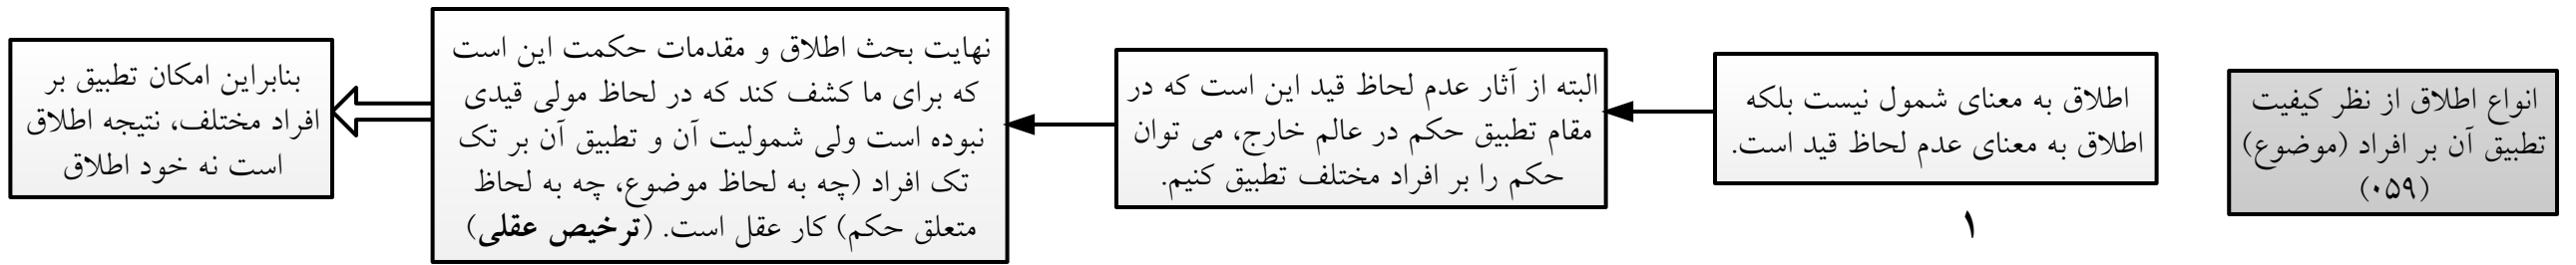 انواع اطلاق از نظر کیفیت
تطبیق آن بر افراد (موضوع)
(۰۵۹)
اطلاق به معنای شمول نیست بلکه
اطلاق به معنای عدم لحاظ قید است.
۱
البته از آثار عدم لحاظ قید این است که در
مقام تطبیق حکم در عالم خارج، می توان
حکم را بر افراد مختلف تطبیق کنیم.
نهایت بحث اطلاق و مقدمات حکمت این است
که برای ما کشف کند که در لحاظ مولی قیدی
نبوده است ولی شمولیت آن و تطبیق آن بر تک
تک افراد (چه به لحاظ موضوع، چه به لحاظ
متعلق حکم) کار عقل است. (ترخیص عقلی)
بنابراین امکان تطبیق بر
افراد مختلف، نتیجه اطلاق
است نه خود اطلاق